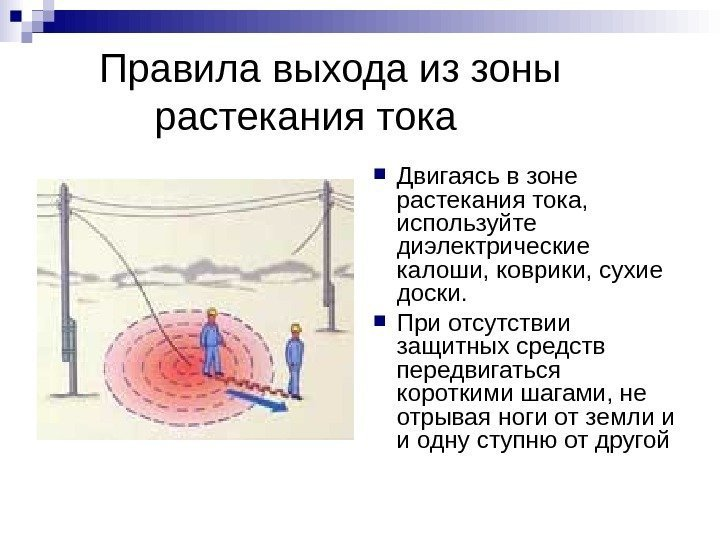 Правила выхода из зоны
растекания тока
Двигаясь в зоне
растекания тока,
используйте
диэлектрические
калоши, коврики, сухие
доски.
При отсутствии
защитных средств
передвигаться
короткими шагами, не
отрывая ноги от земли и
и одну ступню от другой